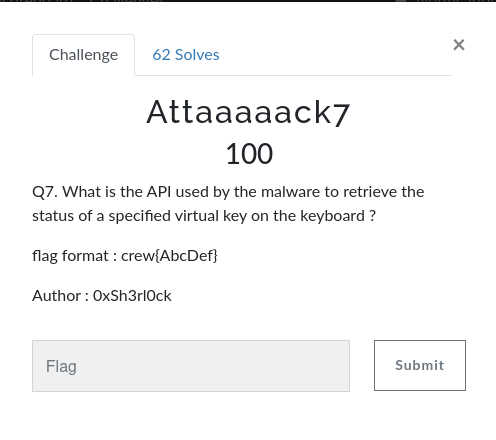 Challenge
62 Solves
×
Attaaaaack7
100
Q7. What is the API used by the malware to retrieve the
status of a specified virtual key on the keyboard ?
flag format : crew{AbcDef}
Author : 0xSh3rl0ck
Flag
Submit